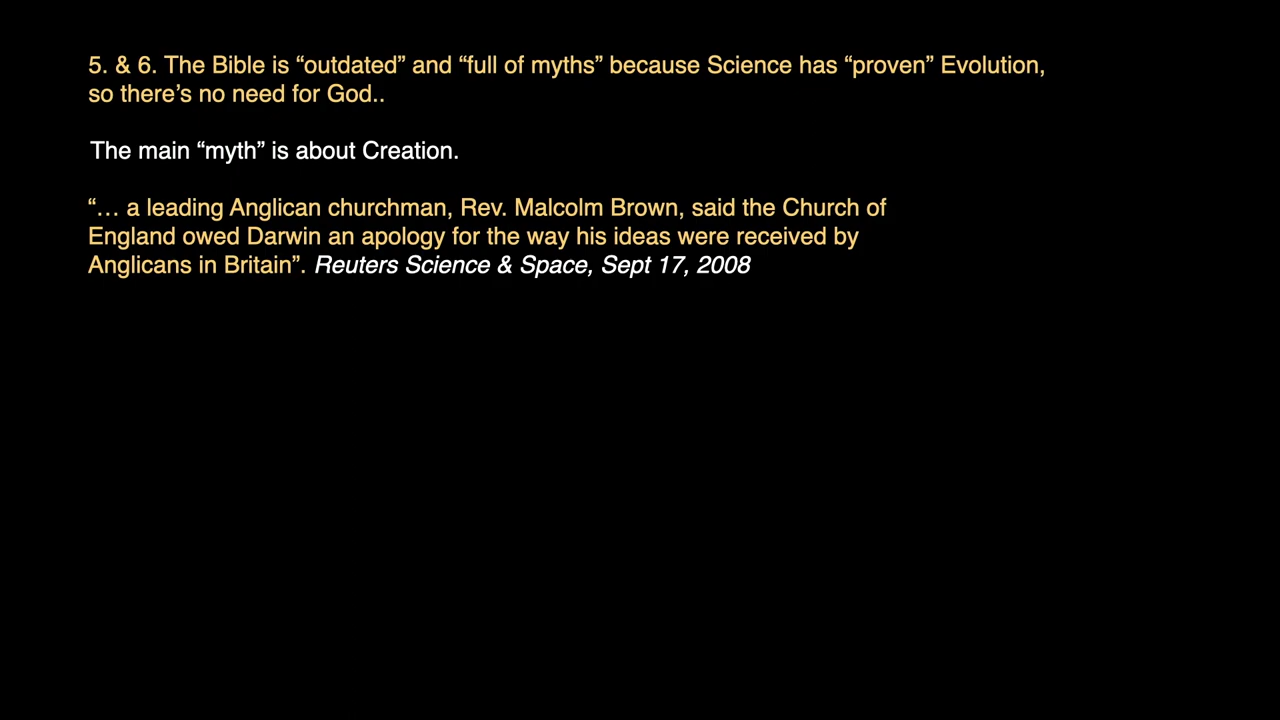 5. & 6. The Bible is “outdated” and “full of myths” because Science has “proven” Evolution,
so there’s no need for God..
The main “myth” is about Creation.
“… a leading Anglican churchman, Rev. Malcolm Brown, said the Church of
England owed Darwin an apology for the way his ideas were received by
Anglicans in Britain”. Reuters Science & Space, Sept 17, 2008